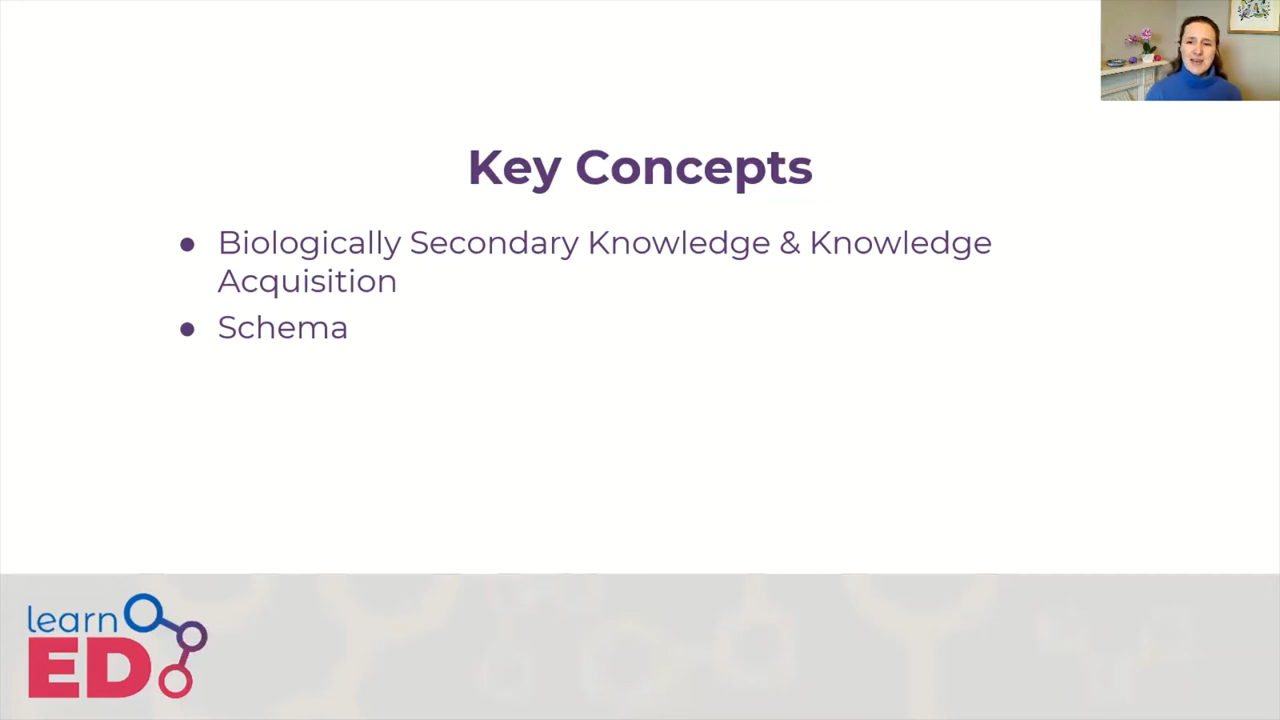 Key Concepts
● Biologically Secondary Knowledge & Knowledge
Acquisition
● Schema
learn
ED